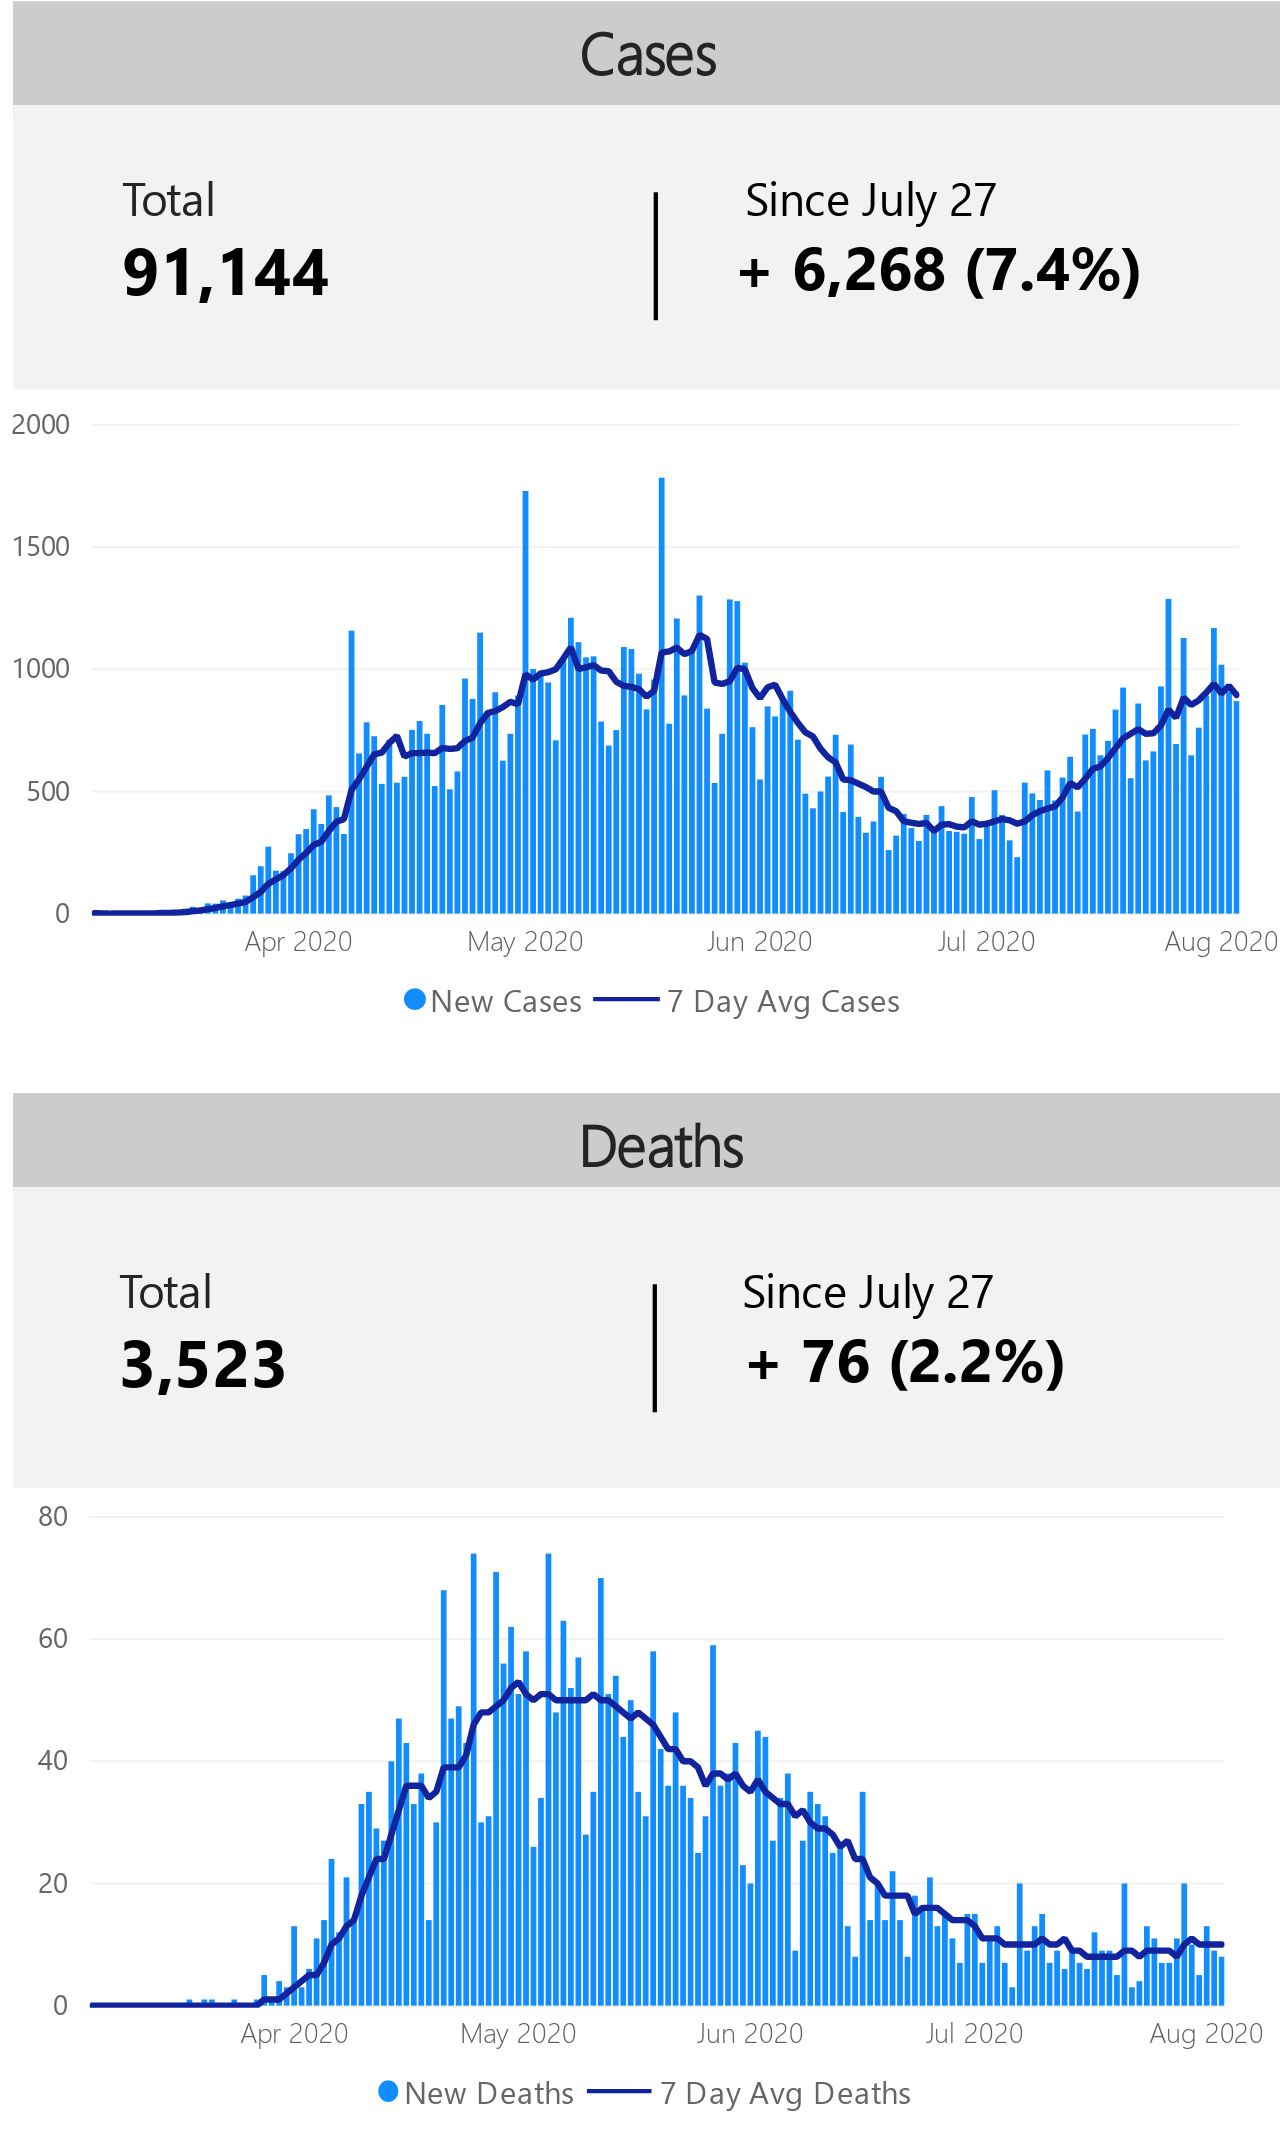 Cases
Total
Since July 27
91,144
+ 6,268 (7.4%)
2000
1500
1000
500
0
Apr 2020 May 2020 Jun 2020 Jul 2020 Aug 2020
New Cases 7 Day Avg Cases
Deaths
Total
Since July 27
3,523
+ 76 (2.2%)
80
60
40
20
0
Apr 2020 May 2020 Jun 2020 Jul 2020 Aug 2020
New Deaths 7 Day Avg Deaths